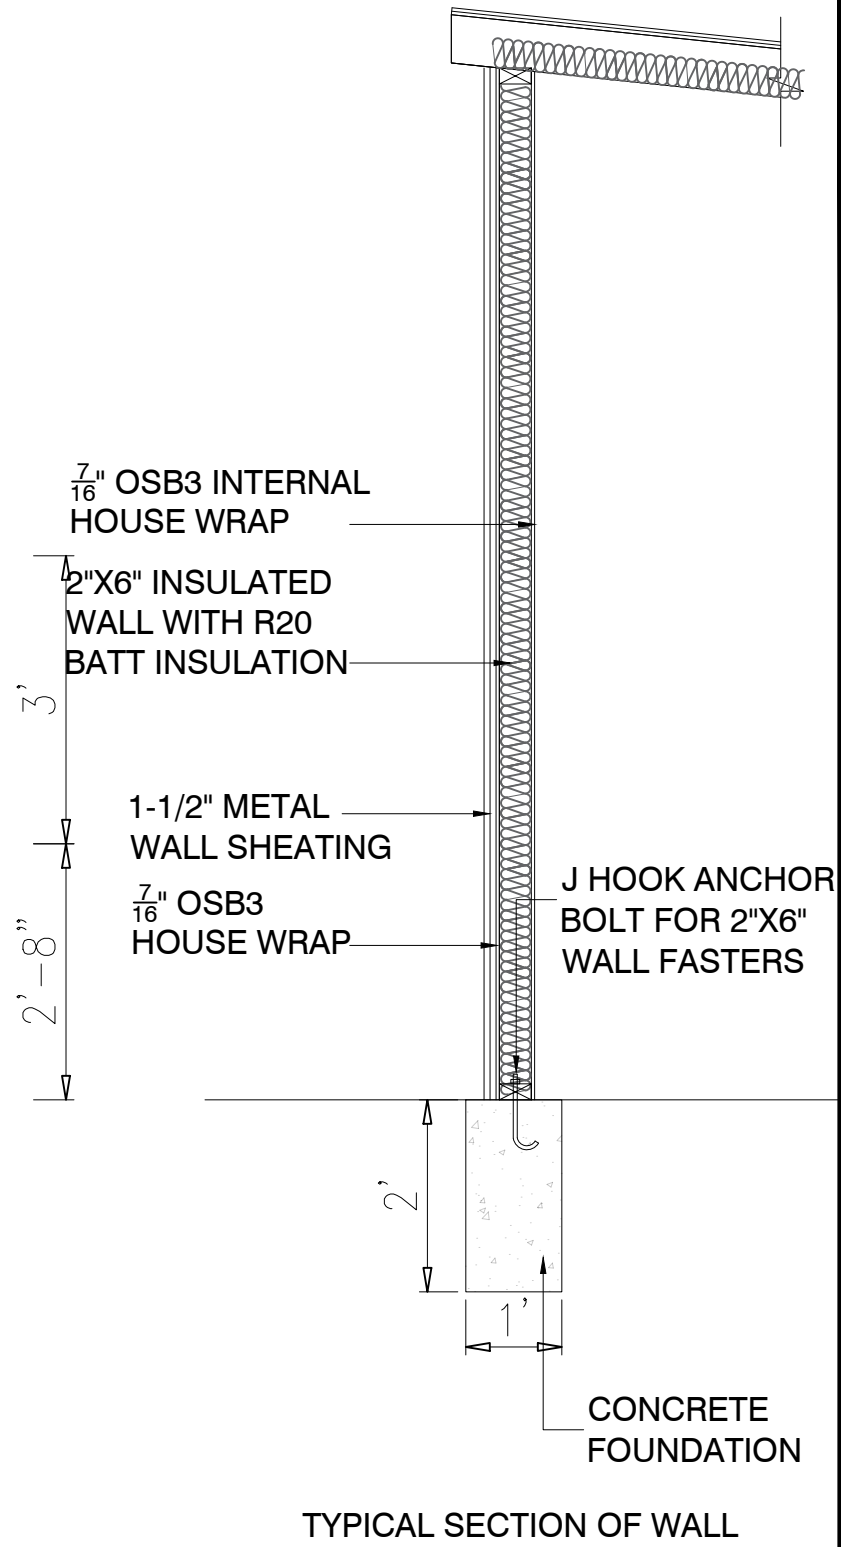 7/16" OSB3 INTERNAL
HOUSE WRAP
2"X6" INSULATED
WALL WITH R20
BATT INSULATION
3'
1-1/2" METAL
WALL SHEATING
7/16" OSB3
HOUSE WRAP
2'-8"
J HOOK ANCHOR
BOLT FOR 2"X6"
WALL FASTERS
2'
1'
CONCRETE
FOUNDATION
TYPICAL SECTION OF WALL